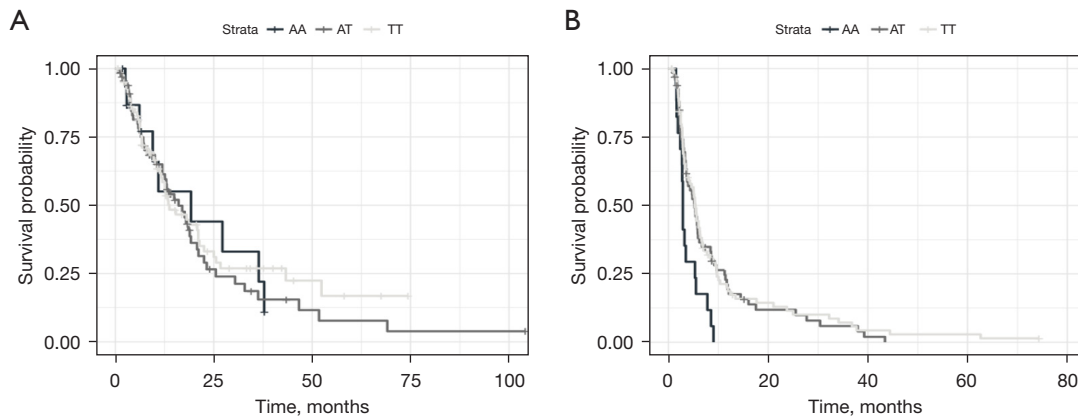 A
Strata AA AT TT
1.00
0.75
0.50
0.25
0.00
Survival probability
0 25 50 75 100
Time, months
B
Strata AA AT TT
1.00
0.75
0.50
0.25
0.00
Survival probability
0 20 40 60 80
Time, months